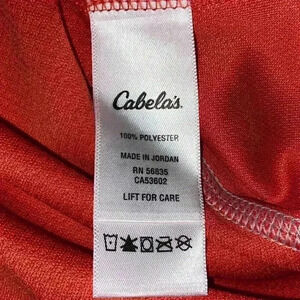 Cabela's.
100% POLYESTER
MADE IN JORDAN
RN 56835
CA53602
LIFT FOR CARE